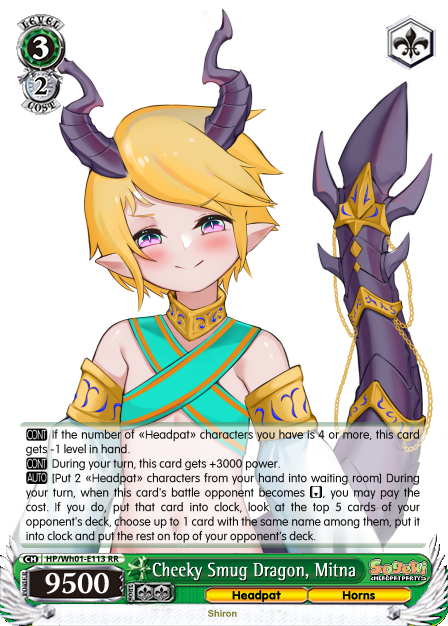 LEVEL
3
2
COST
CONT If the number of «Headpat» characters you have is 4 or more, this card
gets -1 level in hand.
CONT During your turn, this card gets +3000 power.
AUTO [Put 2 «Headpat» characters from your hand into waiting room] During
your turn, when this card's battle opponent becomes [ ], you may pay the
cost. If you do, put that card into clock, look at the top 5 cards of your
opponent's deck, choose up to 1 card with the same name among them, put it
into clock and put the rest on top of your opponent's deck.
CH HP/Wh01-E113 RR
POWER 9500 SOUL Cheeky Smug Dragon, Mitna
Headpat Horns
Sayuki
HEADPAT PARTY
Shiron